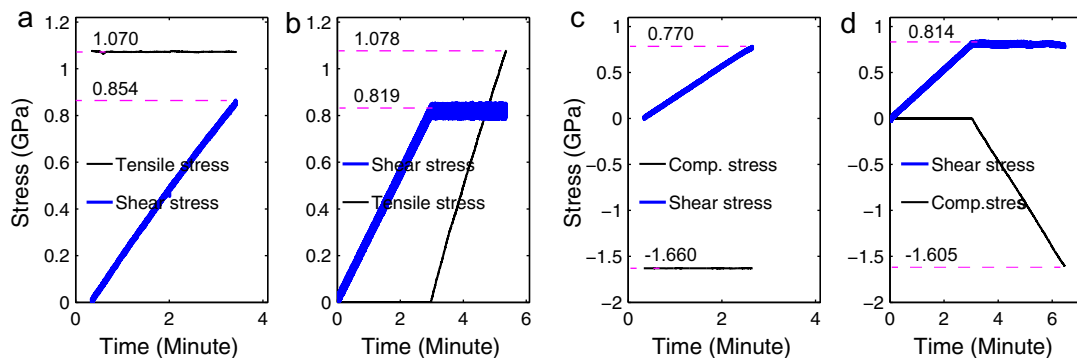 a
1.2
1
0.8
0.6
0.4
0.2
0
1.070
0.854
Tensile stress
Shear stress
0 2 4
Time (Minute)
Stress (GPa)
b
1.2
1
0.8
0.6
0.4
0.2
0
1.078
0.819
Shear stress
Tensile stress
0 2 4 6
Time (Minute)
c
1
0.5
0
−0.5
−1
−1.5
−2
0.770
Comp. stress
Shear stress
-1.660
0 2 4
Time (Minute)
Stress (GPa)
d
1
0.5
0
−0.5
−1
−1.5
−2
0.814
Shear stress
Comp.stress
-1.605
0 2 4 6
Time (Minute)